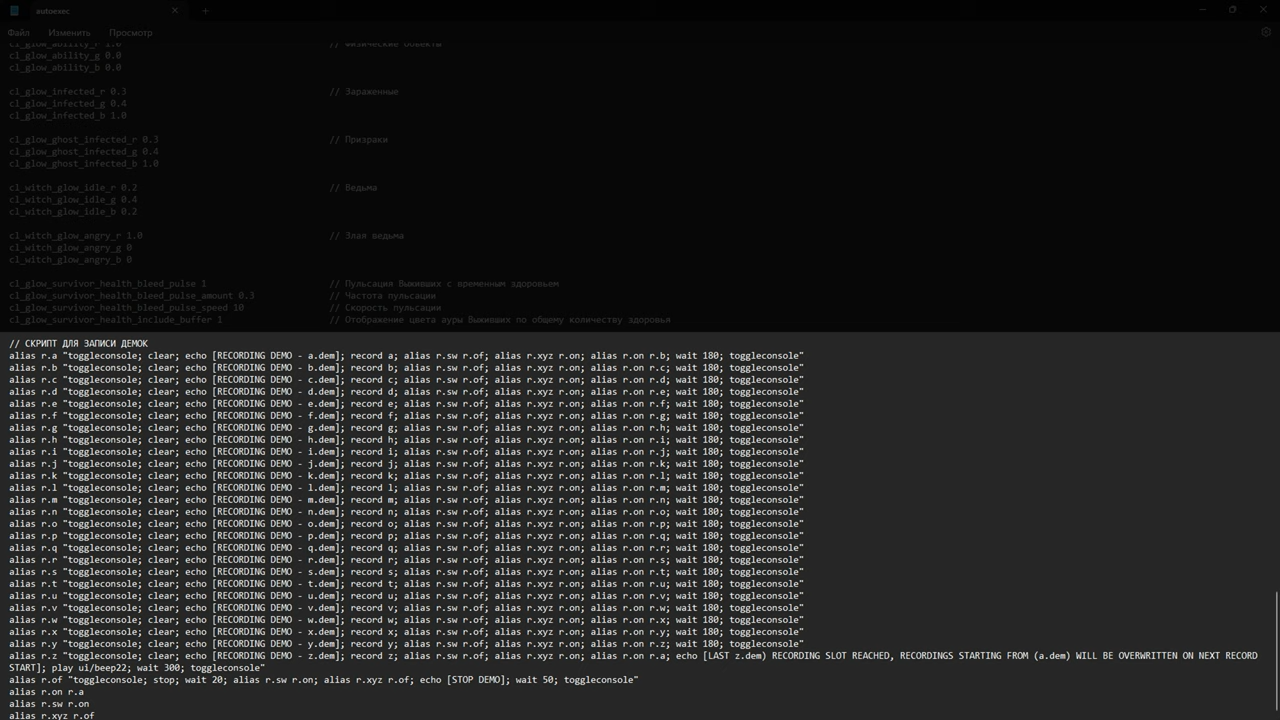 autoexec
Файл Изменить Просмотр
cl_glow_ability_r 1.0 // Физические объекты
cl_glow_ability_g 0.0
cl_glow_ability_b 0.0
cl_glow_infected_r 0.3 // Зараженные
cl_glow_infected_g 0.4
cl_glow_infected_b 1.0
cl_glow_ghost_infected_r 0.3 // Призраки
cl_glow_ghost_infected_g 0.4
cl_glow_ghost_infected_b 1.0
cl_witch_glow_idle_r 0.2 // Ведьма
cl_witch_glow_idle_g 0.4
cl_witch_glow_idle_b 0.2
cl_witch_glow_angry_r 1.0 // Злая ведьма
cl_witch_glow_angry_g 0
cl_witch_glow_angry_b 0
cl_glow_survivor_health_bleed_pulse 1 // Пульсация Выживших с временным здоровьем
cl_glow_survivor_health_bleed_pulse_amount 0.3 // Частота пульсации
cl_glow_survivor_health_bleed_pulse_speed 10 // Скорость пульсации
cl_glow_survivor_health_include_buffer 1 // Отображение цвета ауры Выживших по общему количеству здоровья
// СКРИПТ ДЛЯ ЗАПИСИ ДЕМОК
alias r.a "toggleconsole; clear; echo [RECORDING DEMO - a.dem]; record a; alias r.sw r.of; alias r.xyz r.on; alias r.on r.b; wait 180; toggleconsole"
alias r.b "toggleconsole; clear; echo [RECORDING DEMO - b.dem]; record b; alias r.sw r.of; alias r.xyz r.on; alias r.on r.c; wait 180; toggleconsole"
alias r.c "toggleconsole; clear; echo [RECORDING DEMO - c.dem]; record c; alias r.sw r.of; alias r.xyz r.on; alias r.on r.d; wait 180; toggleconsole"
alias r.d "toggleconsole; clear; echo [RECORDING DEMO - d.dem]; record d; alias r.sw r.of; alias r.xyz r.on; alias r.on r.e; wait 180; toggleconsole"
alias r.e "toggleconsole; clear; echo [RECORDING DEMO - e.dem]; record e; alias r.sw r.of; alias r.xyz r.on; alias r.on r.f; wait 180; toggleconsole"
alias r.f "toggleconsole; clear; echo [RECORDING DEMO - f.dem]; record f; alias r.sw r.of; alias r.xyz r.on; alias r.on r.g; wait 180; toggleconsole"
alias r.g "toggleconsole; clear; echo [RECORDING DEMO - g.dem]; record g; alias r.sw r.of; alias r.xyz r.on; alias r.on r.h; wait 180; toggleconsole"
alias r.h "toggleconsole; clear; echo [RECORDING DEMO - h.dem]; record h; alias r.sw r.of; alias r.xyz r.on; alias r.on r.i; wait 180; toggleconsole"
alias r.i "toggleconsole; clear; echo [RECORDING DEMO - i.dem]; record i; alias r.sw r.of; alias r.xyz r.on; alias r.on r.j; wait 180; toggleconsole"
alias r.j "toggleconsole; clear; echo [RECORDING DEMO - j.dem]; record j; alias r.sw r.of; alias r.xyz r.on; alias r.on r.k; wait 180; toggleconsole"
alias r.k "toggleconsole; clear; echo [RECORDING DEMO - k.dem]; record k; alias r.sw r.of; alias r.xyz r.on; alias r.on r.l; wait 180; toggleconsole"
alias r.l "toggleconsole; clear; echo [RECORDING DEMO - l.dem]; record l; alias r.sw r.of; alias r.xyz r.on; alias r.on r.m; wait 180; toggleconsole"
alias r.m "toggleconsole; clear; echo [RECORDING DEMO - m.dem]; record m; alias r.sw r.of; alias r.xyz r.on; alias r.on r.n; wait 180; toggleconsole"
alias r.n "toggleconsole; clear; echo [RECORDING DEMO - n.dem]; record n; alias r.sw r.of; alias r.xyz r.on; alias r.on r.o; wait 180; toggleconsole"
alias r.o "toggleconsole; clear; echo [RECORDING DEMO - o.dem]; record o; alias r.sw r.of; alias r.xyz r.on; alias r.on r.p; wait 180; toggleconsole"
alias r.p "toggleconsole; clear; echo [RECORDING DEMO - p.dem]; record p; alias r.sw r.of; alias r.xyz r.on; alias r.on r.q; wait 180; toggleconsole"
alias r.q "toggleconsole; clear; echo [RECORDING DEMO - q.dem]; record q; alias r.sw r.of; alias r.xyz r.on; alias r.on r.r; wait 180; toggleconsole"
alias r.r "toggleconsole; clear; echo [RECORDING DEMO - r.dem]; record r; alias r.sw r.of; alias r.xyz r.on; alias r.on r.s; wait 180; toggleconsole"
alias r.s "toggleconsole; clear; echo [RECORDING DEMO - s.dem]; record s; alias r.sw r.of; alias r.xyz r.on; alias r.on r.t; wait 180; toggleconsole"
alias r.t "toggleconsole; clear; echo [RECORDING DEMO - t.dem]; record t; alias r.sw r.of; alias r.xyz r.on; alias r.on r.u; wait 180; toggleconsole"
alias r.u "toggleconsole; clear; echo [RECORDING DEMO - u.dem]; record u; alias r.sw r.of; alias r.xyz r.on; alias r.on r.v; wait 180; toggleconsole"
alias r.v "toggleconsole; clear; echo [RECORDING DEMO - v.dem]; record v; alias r.sw r.of; alias r.xyz r.on; alias r.on r.w; wait 180; toggleconsole"
alias r.w "toggleconsole; clear; echo [RECORDING DEMO - w.dem]; record w; alias r.sw r.of; alias r.xyz r.on; alias r.on r.x; wait 180; toggleconsole"
alias r.x "toggleconsole; clear; echo [RECORDING DEMO - x.dem]; record x; alias r.sw r.of; alias r.xyz r.on; alias r.on r.y; wait 180; toggleconsole"
alias r.y "toggleconsole; clear; echo [RECORDING DEMO - y.dem]; record y; alias r.sw r.of; alias r.xyz r.on; alias r.on r.z; wait 180; toggleconsole"
alias r.z "toggleconsole; clear; echo [RECORDING DEMO - z.dem]; record z; alias r.sw r.of; alias r.xyz r.on; alias r.on r.a; echo [LAST z.dem) RECORDING SLOT REACHED, RECORDINGS STARTING FROM (a.dem) WILL BE OVERWRITTEN ON NEXT RECORD
START]; play ui/beep22; wait 300; toggleconsole"
alias r.of "toggleconsole; stop; wait 20; alias r.sw r.on; alias r.xyz r.of; echo [STOP DEMO]; wait 50; toggleconsole"
alias r.on r.a
alias r.sw r.on
alias r.xyz r.of